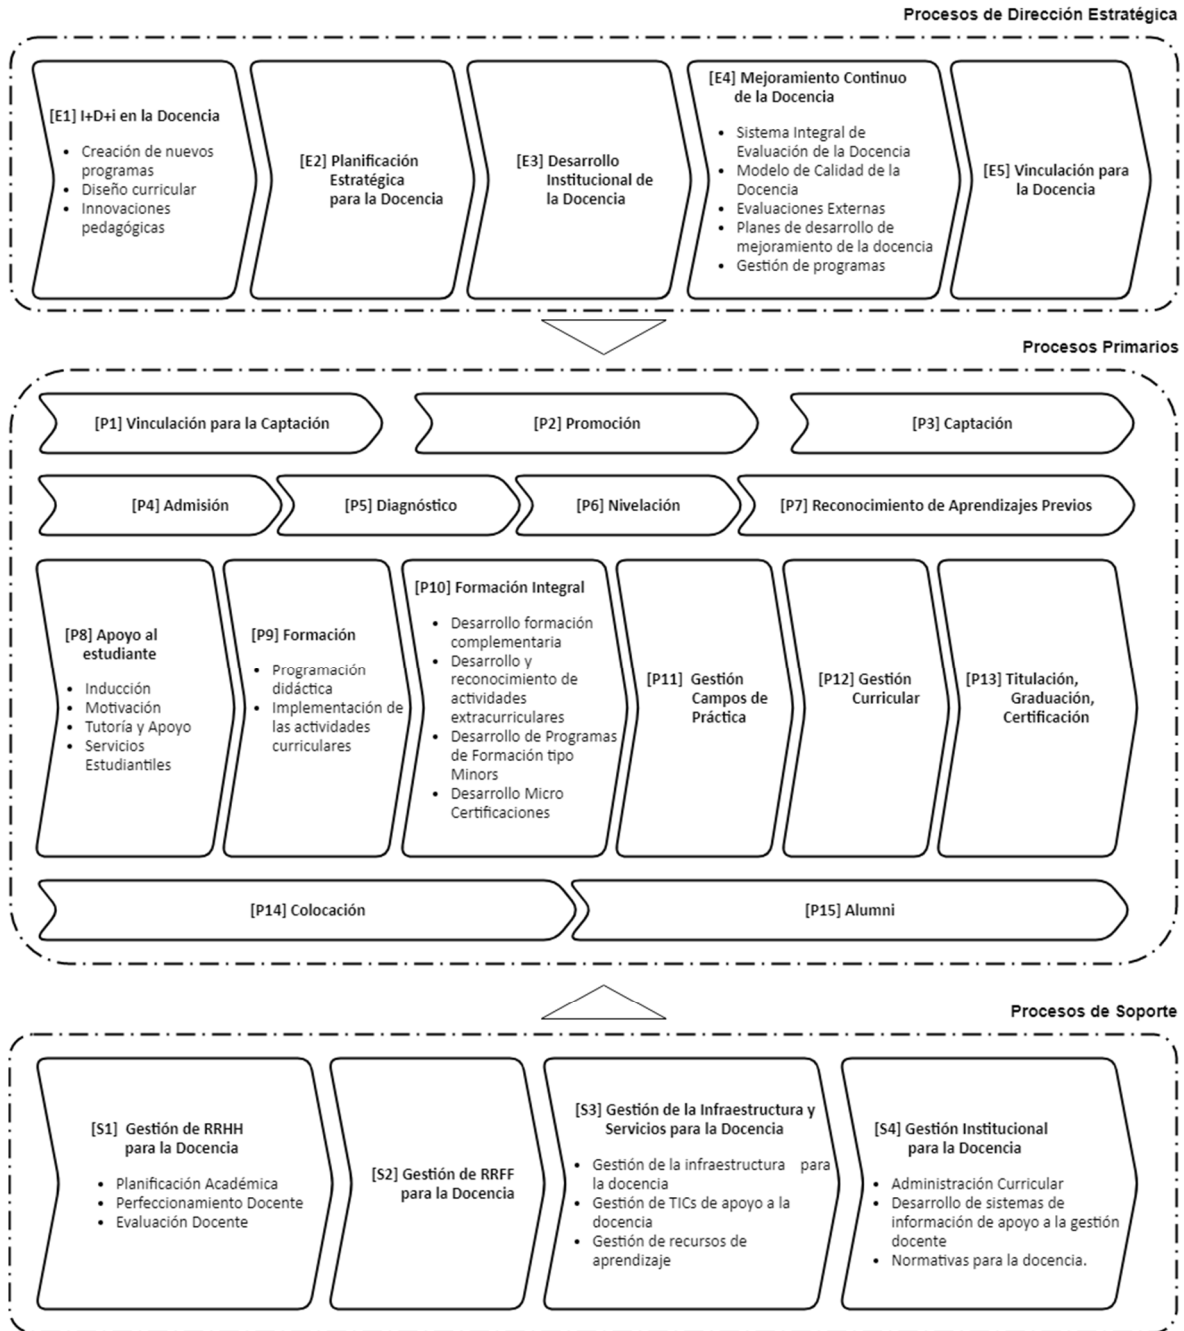 Procesos de Dirección Estratégica
[E1] I+D+i en la Docencia
• Creación de nuevos
programas
• Diseño curricular
• Innovaciones
pedagógicas
[E2] Planificación
Estratégica
para la Docencia
[E3] Desarrollo
Institucional de
la Docencia
[E4] Mejoramiento Continuo
de la Docencia
• Sistema Integral de
Evaluación de la Docencia
• Modelo de Calidad de la
Docencia
• Evaluaciones Externas
• Planes de desarrollo de
mejoramiento de la docencia
• Gestión de programas
[E5] Vinculación para
la Docencia
Procesos Primarios
[P1] Vinculación para la Captación
[P2] Promoción
[P3] Captación
[P4] Admisión
[P5] Diagnóstico
[P6] Nivelación
[P7] Reconocimiento de Aprendizajes Previos
[P8] Apoyo al
estudiante
• Inducción
• Motivación
• Tutoría y Apoyo
• Servicios
Estudiantiles
[P9] Formación
• Programación
didáctica
• Implementación de
las actividades
curriculares
[P10] Formación Integral
• Desarrollo formación
complementaria
• Desarrollo y
reconocimiento de
actividades
extracurriculares
• Desarrollo de Programas
de Formación tipo
Minors
• Desarrollo Micro
Certificaciones
[P11] Gestión
Campos de
Práctica
[P12] Gestión
Curricular
[P13] Titulación,
Graduación,
Certificación
[P14] Colocación
[P15] Alumni
Procesos de Soporte
[S1] Gestión de RRHH
para la Docencia
• Planificación Académica
• Perfeccionamiento Docente
• Evaluación Docente
[S2] Gestión de RRFF
para la Docencia
[S3] Gestión de la Infraestructura y
Servicios para la Docencia
• Gestión de la infraestructura para
la docencia
• Gestión de TICs de apoyo a la
docencia
• Gestión de recursos de
aprendizaje
[S4] Gestión Institucional
para la Docencia
• Administración Curricular
• Desarrollo de sistemas de
información de apoyo a la gestión
docente
• Normativas para la docencia.